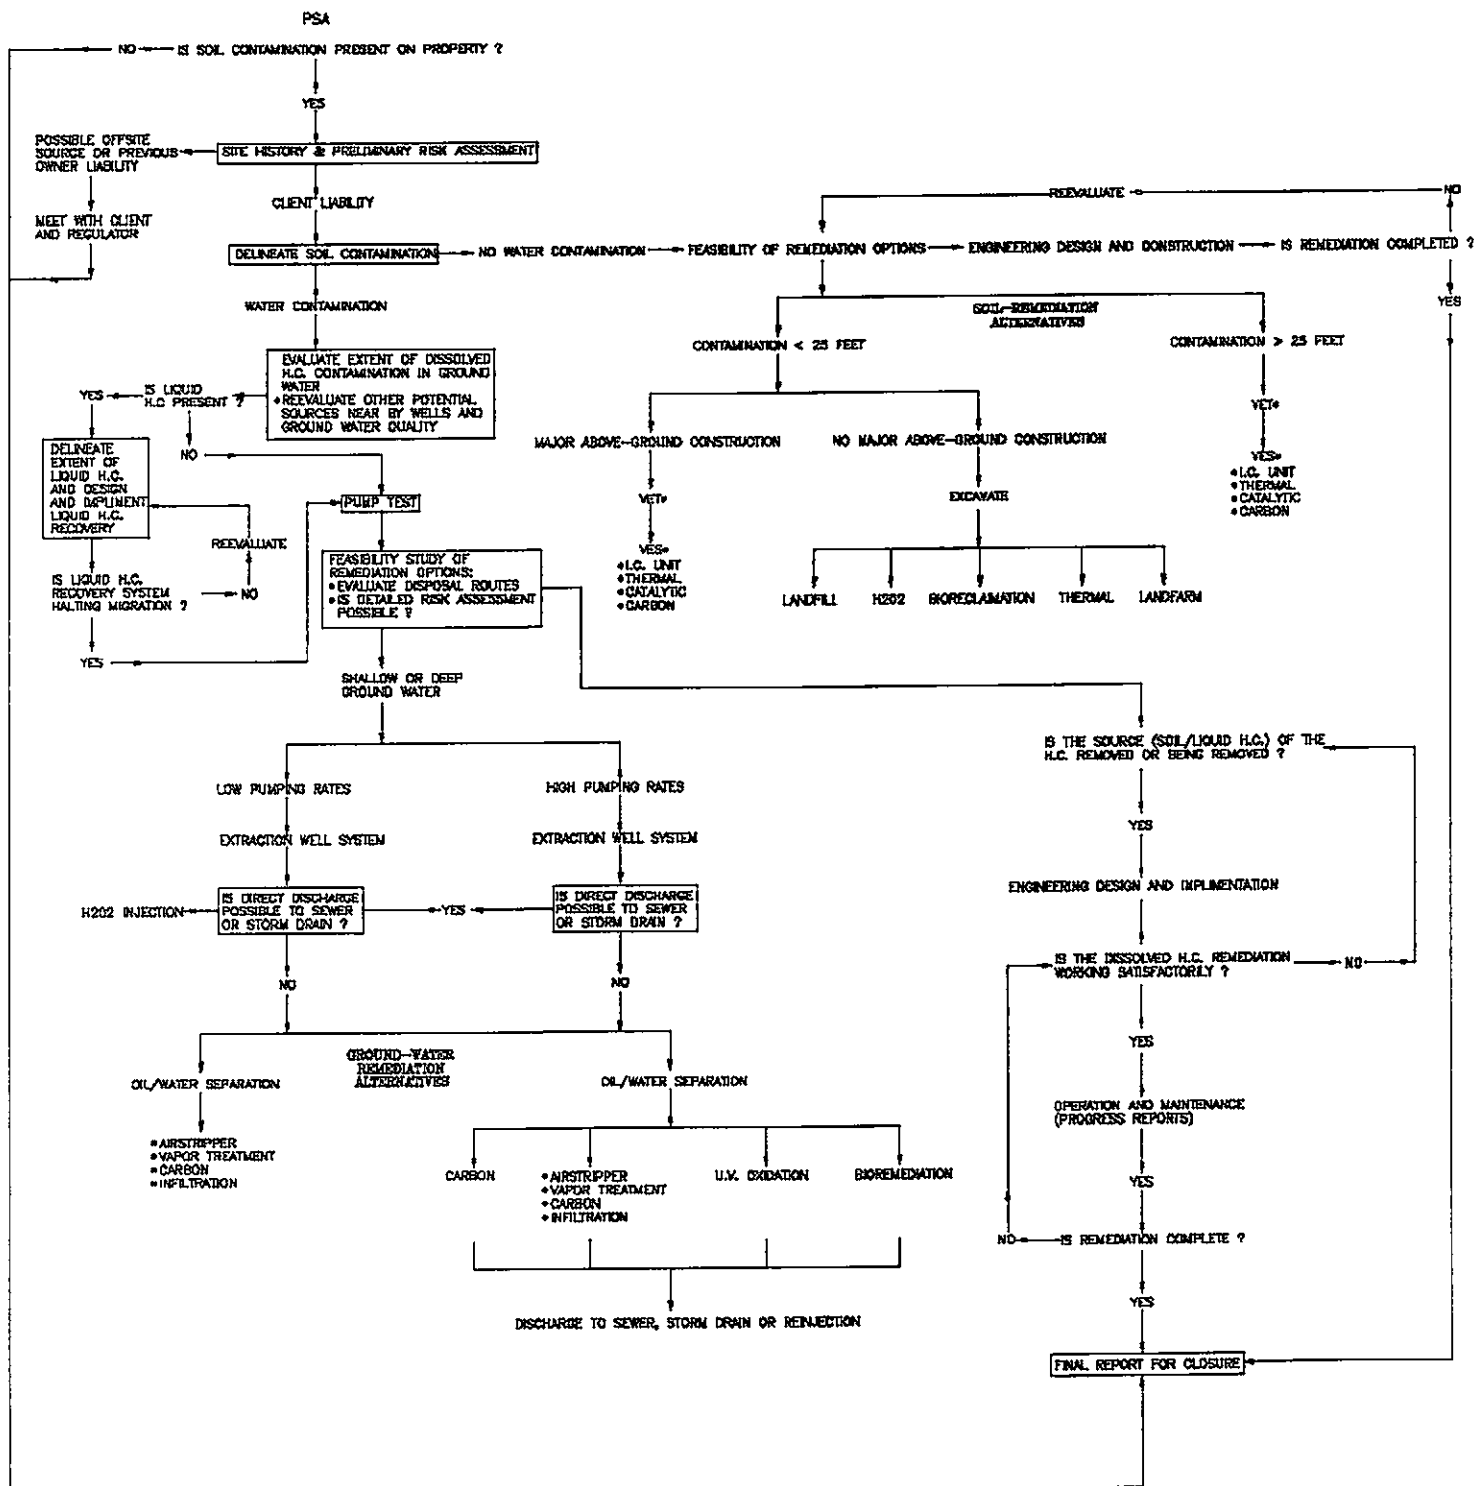 PSA
NO
IS SOIL CONTAMINATION PRESENT ON PROPERTY ?
YES
POSSIBLE OFFSITE
SOURCE OR PREVIOUS
OWNER LIABILITY
SITE HISTORY & PRELIMINARY RISK ASSESSMENT
MEET WITH CLIENT
AND REGULATOR
CLIENT LIABILITY
DELINEATE SOIL CONTAMINATION
NO WATER CONTAMINATION
FEASIBILITY OF REMEDIATION OPTIONS
ENGINEERING DESIGN AND CONSTRUCTION
IS REMEDIATION COMPLETED ?
REEVALUATE
NO
YES
WATER CONTAMINATION
SOIL-REMEDIATION
ALTERNATIVES
CONTAMINATION < 25 FEET
CONTAMINATION > 25 FEET
EVALUATE EXTENT OF DISSOLVED
H.C. CONTAMINATION IN GROUND
WATER
*REEVALUATE OTHER POTENTIAL
SOURCES NEAR BY WELLS AND
GROUND WATER QUALITY
YES
IS LIQUID
H.C PRESENT ?
NO
DELINEATE
EXTENT OF
LIQUID H.C.
AND DESIGN
AND IMPLIMENT
LIQUID H.C.
RECOVERY
REEVALUATE
IS LIQUID H.C.
RECOVERY SYSTEM
HALTING MIGRATION ?
NO
YES
PUMP TEST
FEASIBILITY STUDY OF
REMEDIATION OPTIONS:
*EVALUATE DISPOSAL ROUTES
*IS DETAILED RISK ASSESSMENT
POSSIBLE ?
MAJOR ABOVE-GROUND CONSTRUCTION
NO MAJOR ABOVE-GROUND CONSTRUCTION
VET*
VES*
*I.C. UNIT
*THERMAL
*CATALYTIC
*CARBON
EXCAVATE
LANDFILL
H2O2
BIORECLAIMATION
THERMAL
LANDFARM
VET*
VES*
*I.C. UNIT
*THERMAL
*CATALYTIC
*CARBON
SHALLOW OR DEEP
GROUND WATER
LOW PUMPING RATES
HIGH PUMPING RATES
EXTRACTION WELL SYSTEM
EXTRACTION WELL SYSTEM
H2O2 INJECTION
IS DIRECT DISCHARGE
POSSIBLE TO SEWER
OR STORM DRAIN ?
YES
IS DIRECT DISCHARGE
POSSIBLE TO SEWER
OR STORM DRAIN ?
NO
NO
GROUND-WATER
REMEDIATION
ALTERNATIVES
OIL/WATER SEPARATION
OIL/WATER SEPARATION
*AIRSTRIPPER
*VAPOR TREATMENT
*CARBON
*INFILTRATION
CARBON
*AIRSTRIPPER
*VAPOR TREATMENT
*CARBON
*INFILTRATION
U.V. OXIDATION
BIOREMEDIATION
DISCHARGE TO SEWER, STORM DRAIN OR REINJECTION
IS THE SOURCE (SOIL/LIQUID H.C.) OF THE
H.C. REMOVED OR BEING REMOVED ?
YES
ENGINEERING DESIGN AND IMPLIMENTATION
IS THE DISSOLVED H.C. REMEDIATION
WORKING SATISFACTORILY ?
NO
YES
OPERATION AND MAINTENANCE
(PROGRESS REPORTS)
YES
NO
IS REMEDIATION COMPLETE ?
YES
FINAL REPORT FOR CLOSURE